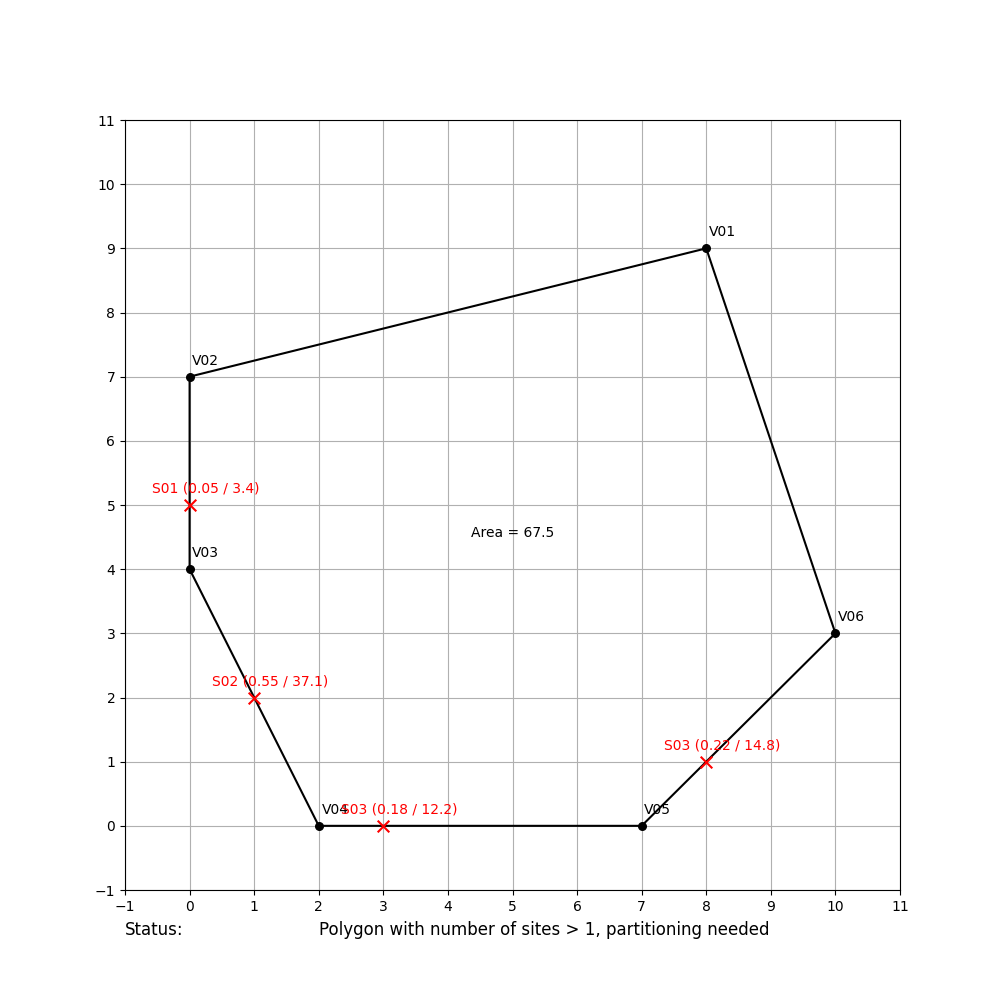 11
10
9
8
7
6
5
4
3
2
1
0
−1
V01
V02
S01 (0.05 / 3.4)
Area = 67.5
V03
V06
S02 (0.55 / 37.1)
S03 (0.22 / 14.8)
V04
S03 (0.18 / 12.2)
V05
−1 0 1 2 3 4 5 6 7 8 9 10 11
Status: Polygon with number of sites > 1, partitioning needed